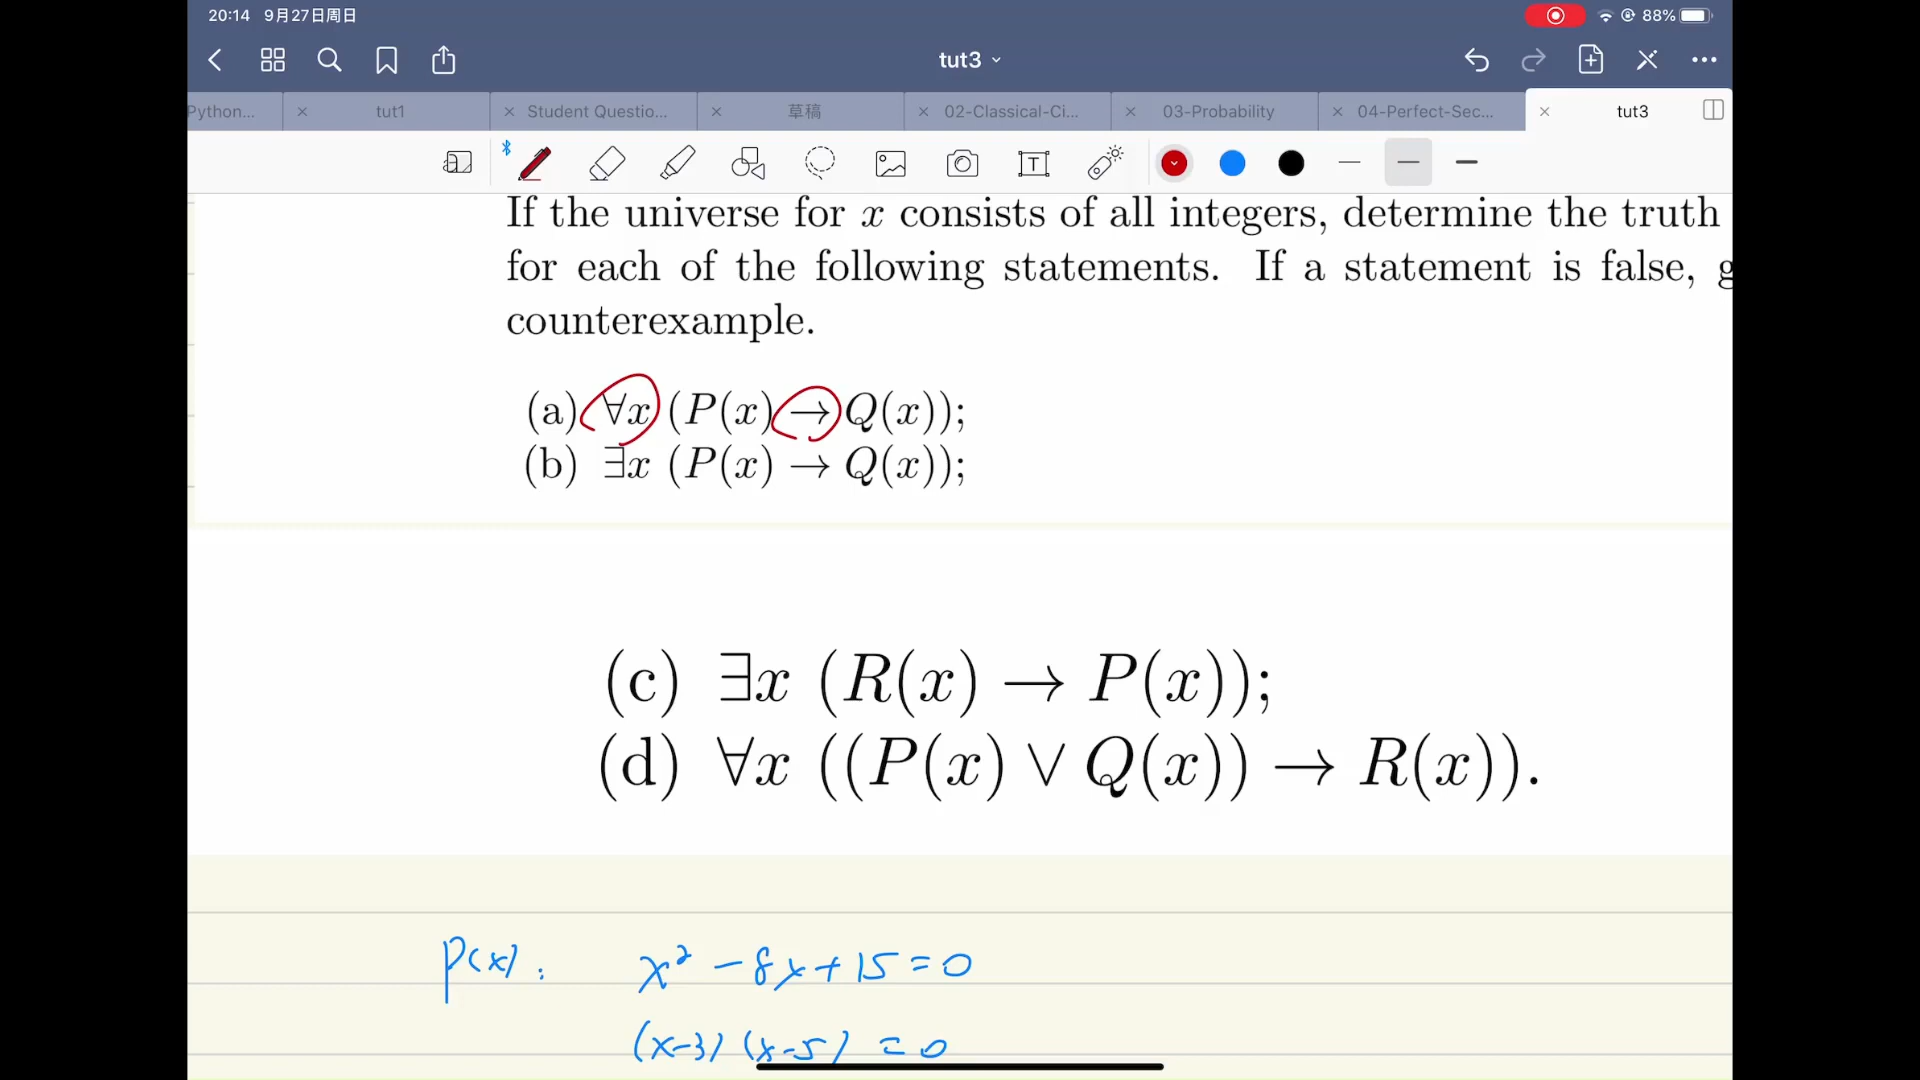 20:14 9月27日周日
88%
tut3
Python...
tut1
Student Questio...
草稿
02-Classical-Ci...
03-Probability
04-Perfect-Sec...
tut3
If the universe for x consists of all integers, determine the truth
for each of the following statements. If a statement is false, g
counterexample.
(a) ∀x (P(x) → Q(x));
(b) ∃x (P(x) → Q(x));
(c) ∃x (R(x) → P(x));
(d) ∀x ((P(x) ∨ Q(x)) → R(x)).
P(x): x² - 8x + 15 = 0
(x-3) (x-5) = 0